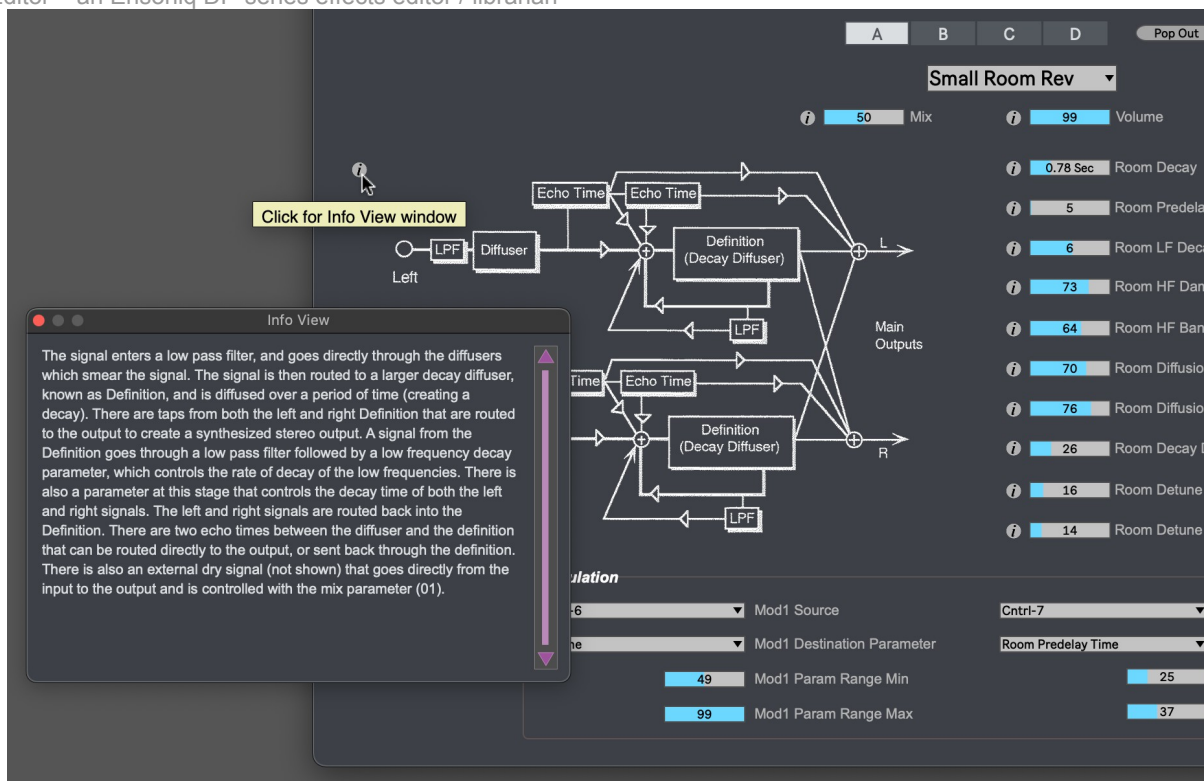 editor – an Ensoniq DP series effects editor / librarian
A B C D Pop Out
Small Room Rev
50 Mix 99 Volume
0.78 Sec Room Decay
Click for Info View window
Echo Time Echo Time
5 Room Predela
LPF Diffuser Definition
(Decay Diffuser)
L
Left
6 Room LF Deca
73 Room HF Dam
LPF
Main
Outputs
64 Room HF Ban
70 Room Diffusio
Time Echo Time
76 Room Diffusio
Definition
(Decay Diffuser)
R
26 Room Decay D
16 Room Detune
LPF
14 Room Detune
Info View
The signal enters a low pass filter, and goes directly through the diffusers
which smear the signal. The signal is then routed to a larger decay diffuser,
known as Definition, and is diffused over a period of time (creating a
decay). There are taps from both the left and right Definition that are routed
to the output to create a synthesized stereo output. A signal from the
Definition goes through a low pass filter followed by a low frequency decay
parameter, which controls the rate of decay of the low frequencies. There is
also a parameter at this stage that controls the decay time of both the left
and right signals. The left and right signals are routed back into the
Definition. There are two echo times between the diffuser and the definition
that can be routed directly to the output, or sent back through the definition.
There is also an external dry signal (not shown) that goes directly from the
input to the output and is controlled with the mix parameter (01).
ulation
-6 Mod1 Source Cntrl-7
ne Mod1 Destination Parameter Room Predelay Time
49 Mod1 Param Range Min 25
99 Mod1 Param Range Max 37